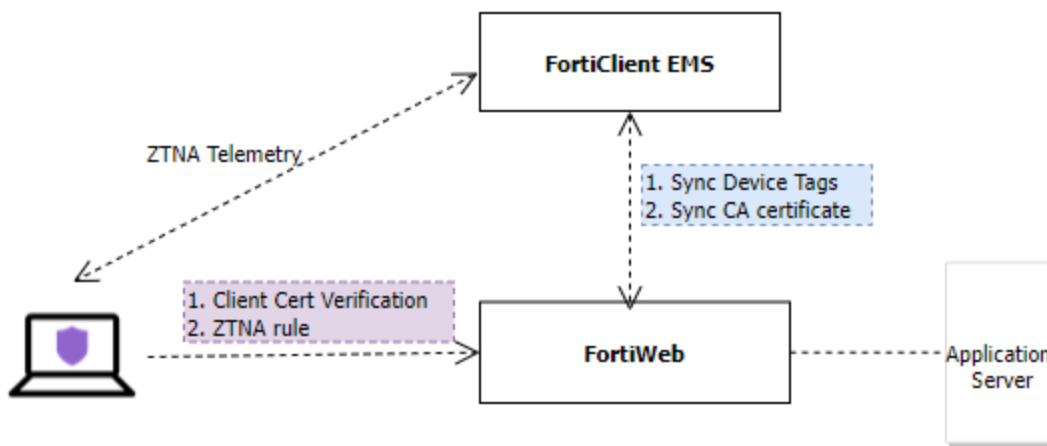 FortiClient EMS
ZTNA Telemetry
1. Sync Device Tags
2. Sync CA certificate
1. Client Cert Verification
2. ZTNA rule
FortiWeb
Application
Server